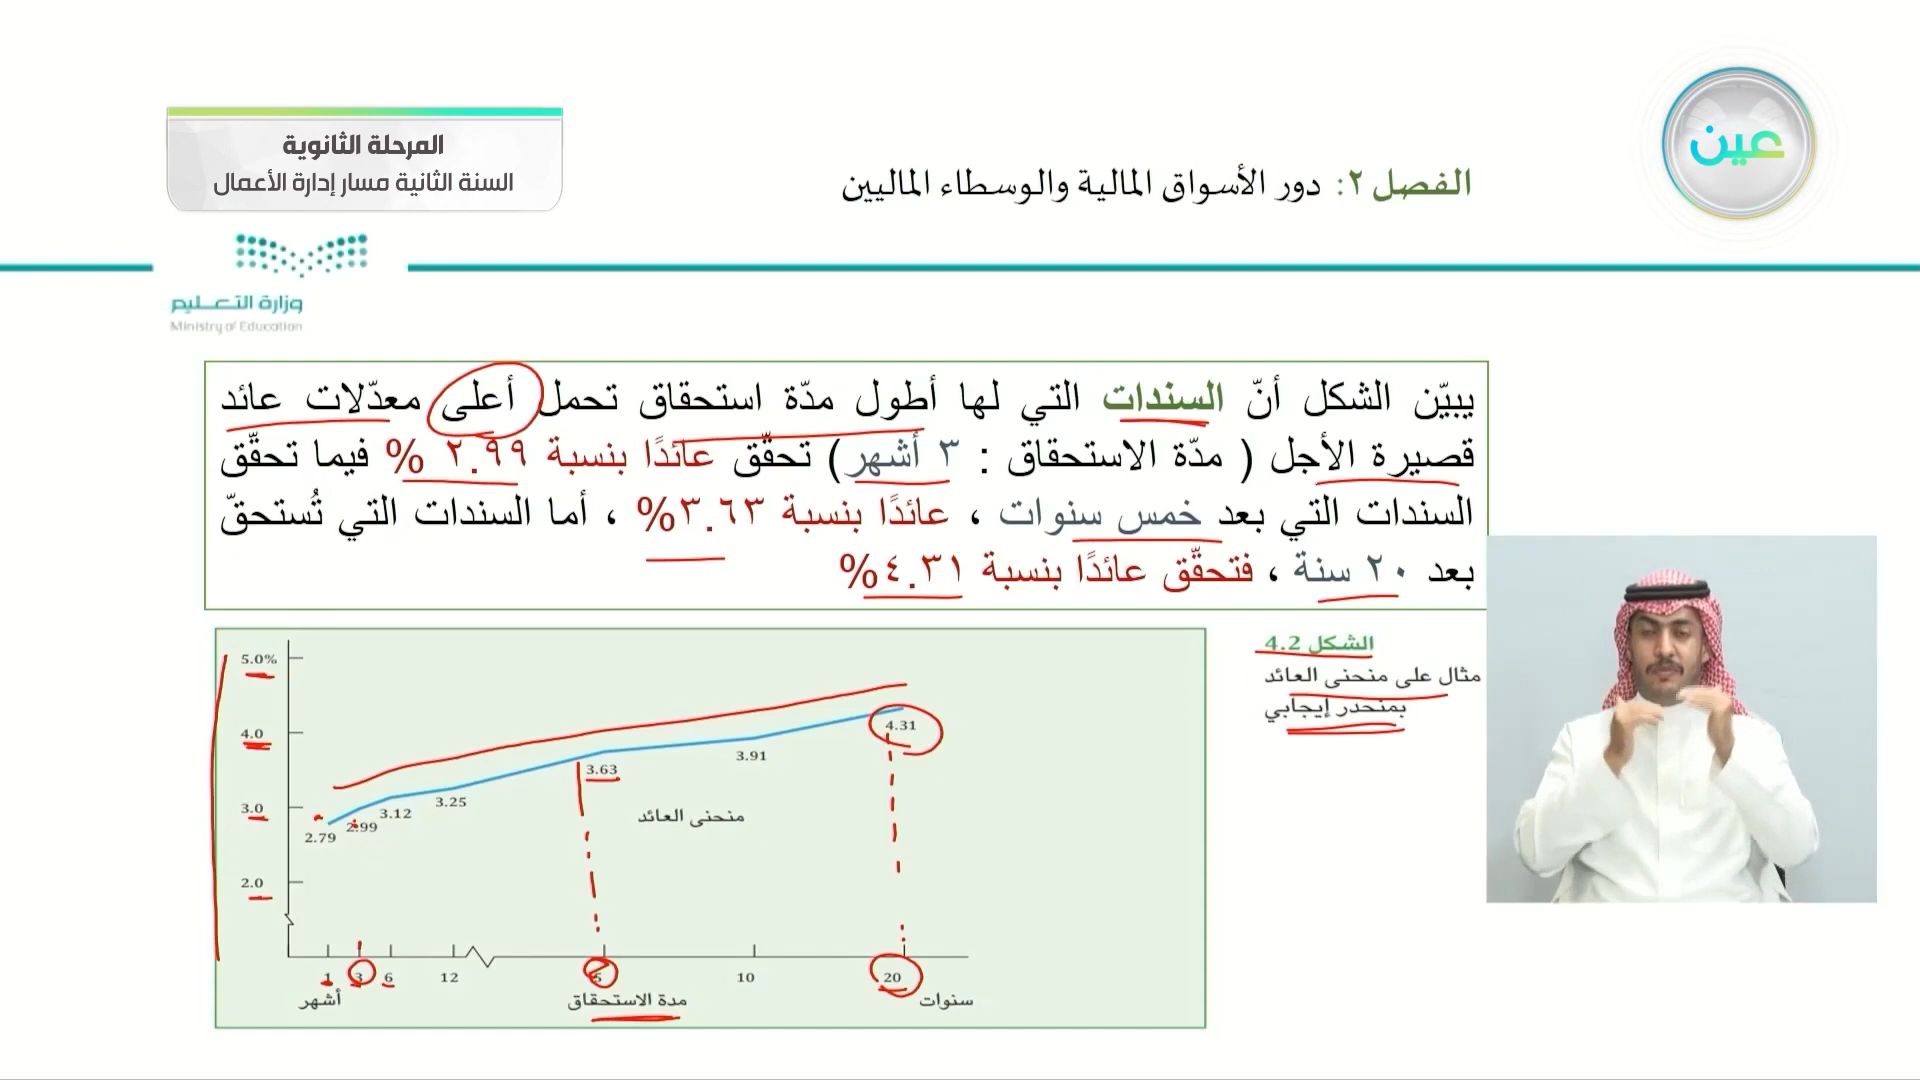 المرحلة الثانوية
السنة الثانية مسار إدارة الأعمال
عين
الفصل ٢: دور الأسواق المالية والوسطاء الماليين
وزارة التعـــليم
Ministry of Education
يبيّن الشكل أنّ السندات التي لها أطول مدّة استحقاق تحمل أعلى معدّلات عائد
قصيرة الأجل ( مدّة الاستحقاق : ٣ أشهر) تحقّق عائدًا بنسبة ٢.٩٩ % فيما تحقّق
السندات التي بعد خمس سنوات ، عائدًا بنسبة ٣.٦٣% ، أما السندات التي تُستحقّ
بعد ٢٠ سنة ، فتحقّق عائدًا بنسبة ٤.٣١%
الشكل 4.2
مثال على منحنى العائد
بمنحدر إيجابي
5.0%
4.0
3.0
2.0
2.79
2.99
3.12
3.25
3.63
3.91
4.31
منحنى العائد
1 3 6 12 5 10 20
أشهر
مدة الاستحقاق
سنوات